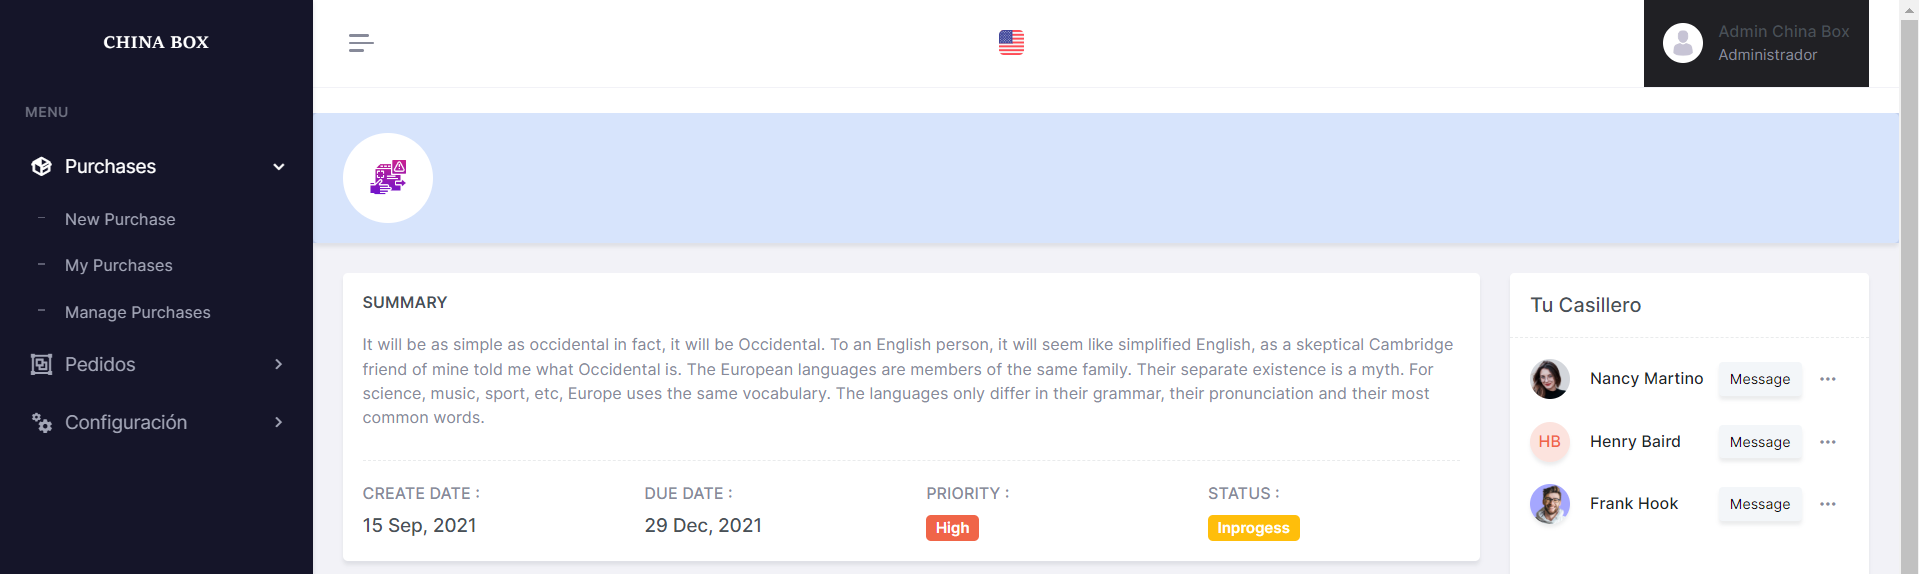 CHINA BOX
Admin China Box
Administrador
MENU
Purchases
New Purchase
My Purchases
Manage Purchases
Pedidos
Configuración
SUMMARY
It will be as simple as occidental in fact, it will be Occidental. To an English person, it will seem like simplified English, as a skeptical Cambridge
friend of mine told me what Occidental is. The European languages are members of the same family. Their separate existence is a myth. For
science, music, sport, etc, Europe uses the same vocabulary. The languages only differ in their grammar, their pronunciation and their most
common words.
CREATE DATE : DUE DATE : PRIORITY : STATUS :
15 Sep, 2021 29 Dec, 2021 High Inprogess
Tu Casillero
Nancy Martino Message
HB Henry Baird Message
Frank Hook Message